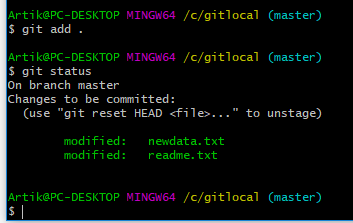 Artik@PC-DESKTOP MINGW64 /c/gitlocal (master)
$ git add .
Artik@PC-DESKTOP MINGW64 /c/gitlocal (master)
$ git status
On branch master
Changes to be committed:
  (use "git reset HEAD <file>..." to unstage)
        modified:   newdata.txt
        modified:   readme.txt
Artik@PC-DESKTOP MINGW64 /c/gitlocal (master)
$